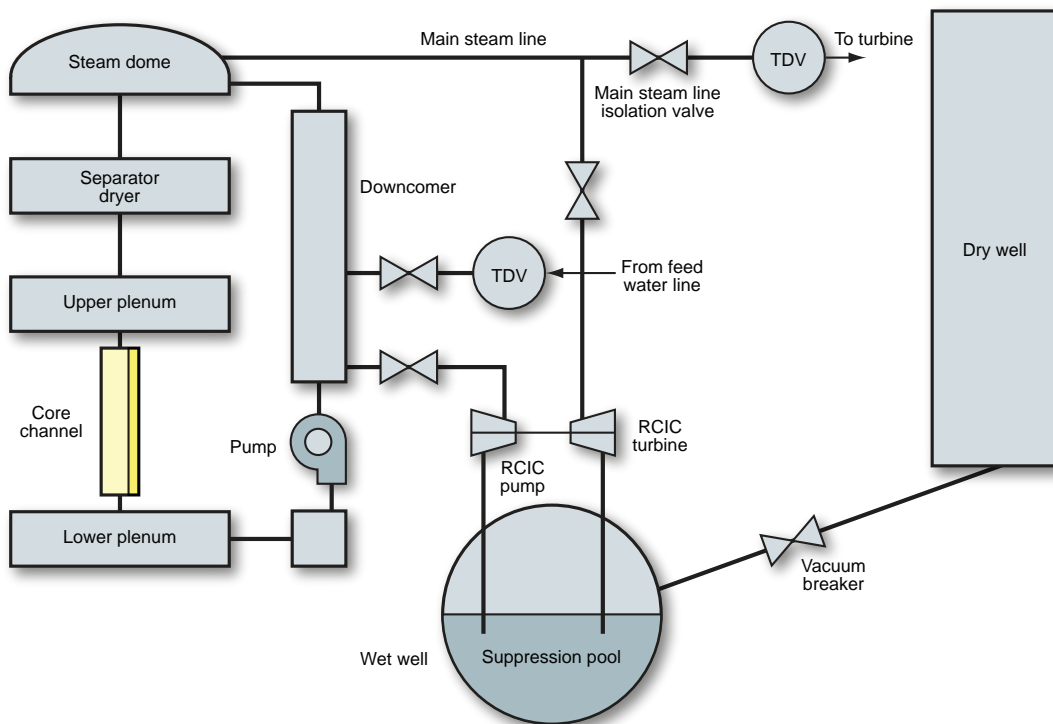 Steam dome
Main steam line
TDV
To turbine
Main steam line
isolation valve
Separator
dryer
Downcomer
Dry well
TDV
From feed
water line
Upper plenum
Core
channel
Pump
RCIC
turbine
RCIC
pump
Lower plenum
Vacuum
breaker
Wet well
Suppression pool